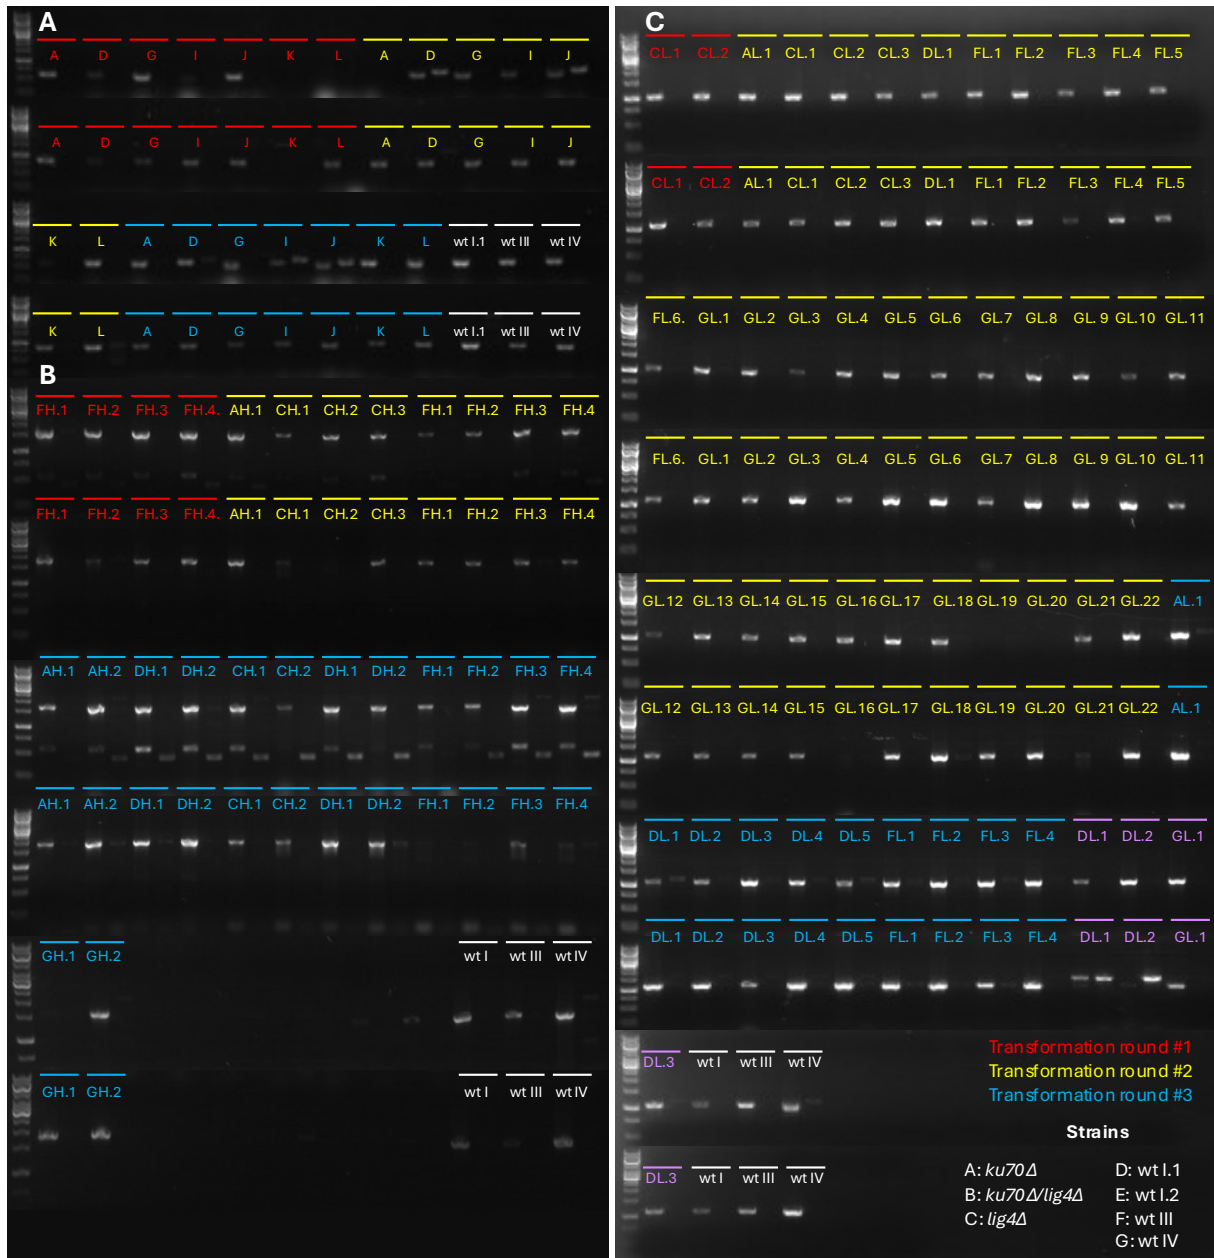 A
A D G I J K L A D G I J
A D G I J K L A D G I J
K L A D G I J K L wt I.1 wt III wt IV
K L A D G I J K L wt I.1 wt III wt IV
B
FH.1 FH.2 FH.3 FH.4. AH.1 CH.1 CH.2 CH.3 FH.1 FH.2 FH.3 FH.4
FH.1 FH.2 FH.3 FH.4. AH.1 CH.1 CH.2 CH.3 FH.1 FH.2 FH.3 FH.4
AH.1 AH.2 DH.1 DH.2 CH.1 CH.2 DH.1 DH.2 FH.1 FH.2 FH.3 FH.4
AH.1 AH.2 DH.1 DH.2 CH.1 CH.2 DH.1 DH.2 FH.1 FH.2 FH.3 FH.4
GH.1 GH.2 wt I wt III wt IV
GH.1 GH.2 wt I wt III wt IV
C
CL.1 CL.2 AL.1 CL.1 CL.2 CL.3 DL.1 FL.1 FL.2 FL.3 FL.4 FL.5
CL.1 CL.2 AL.1 CL.1 CL.2 CL.3 DL.1 FL.1 FL.2 FL.3 FL.4 FL.5
FL.6. GL.1 GL.2 GL.3 GL.4 GL.5 GL.6 GL.7 GL.8 GL. 9 GL.10 GL.11
FL.6. GL.1 GL.2 GL.3 GL.4 GL.5 GL.6 GL.7 GL.8 GL. 9 GL.10 GL.11
GL.12 GL.13 GL.14 GL.15 GL.16 GL.17 GL.18 GL.19 GL.20 GL.21 GL.22 AL.1
GL.12 GL.13 GL.14 GL.15 GL.16 GL.17 GL.18 GL.19 GL.20 GL.21 GL.22 AL.1
DL.1 DL.2 DL.3 DL.4 DL.5 FL.1 FL.2 FL.3 FL.4 DL.1 DL.2 GL.1
DL.1 DL.2 DL.3 DL.4 DL.5 FL.1 FL.2 FL.3 FL.4 DL.1 DL.2 GL.1
DL.3 wt I wt III wt IV
DL.3 wt I wt III wt IV
Transformation round #1
Transformation round #2
Transformation round #3
Strains
A: ku70Δ D: wt I.1
B: ku70Δ/lig4Δ E: wt I.2
C: lig4Δ F: wt III
G: wt IV